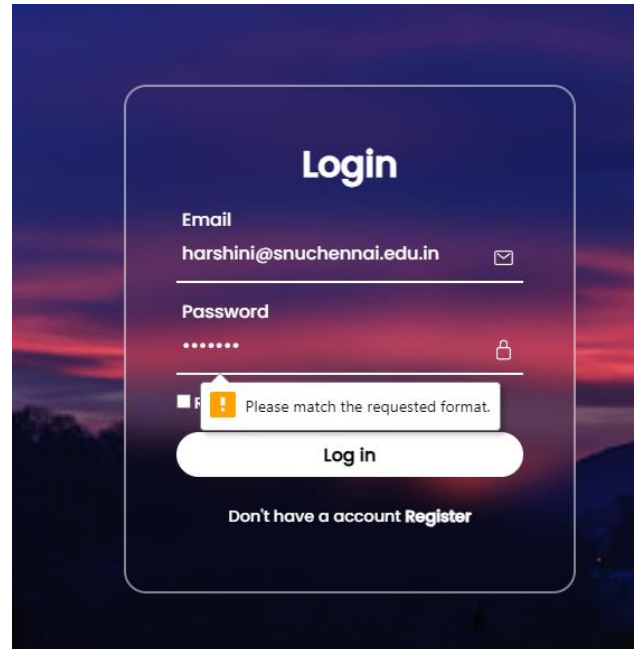 Login
Email
harshini@snuchennai.edu.in
Password
•••••••
! Please match the requested format.
Log in
Don't have a account Register